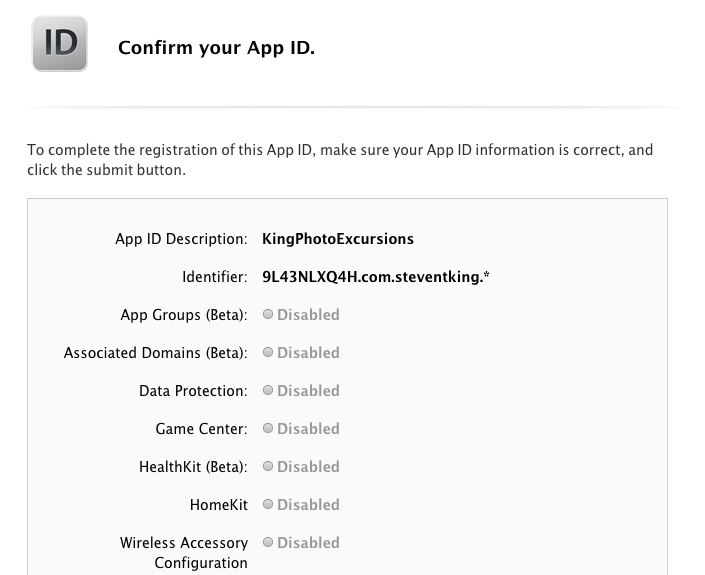 ID
Confirm your App ID.
To complete the registration of this App ID, make sure your App ID information is correct, and
click the submit button.
App ID Description: KingPhotoExcursions
Identifier: 9L43NLXQ4H.com.steventking.*
App Groups (Beta): Disabled
Associated Domains (Beta): Disabled
Data Protection: Disabled
Game Center: Disabled
HealthKit (Beta): Disabled
HomeKit Disabled
Wireless Accessory Disabled
Configuration